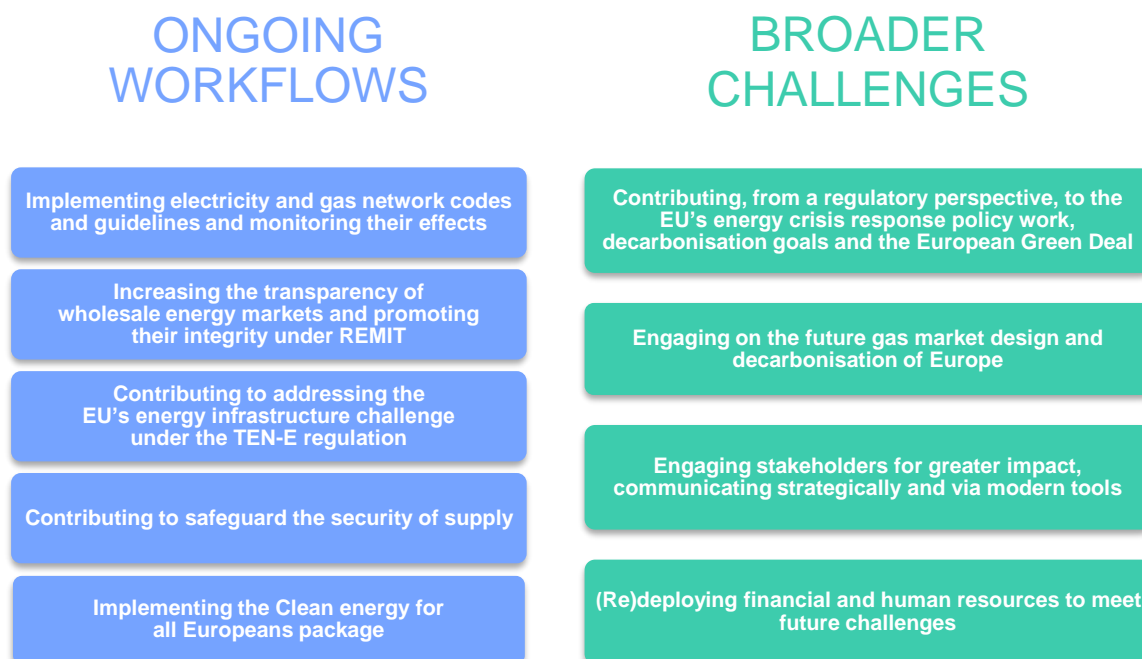 ONGOING
WORKFLOWS
Implementing electricity and gas network codes
and guidelines and monitoring their effects
Increasing the transparency of
wholesale energy markets and promoting
their integrity under REMIT
Contributing to addressing the
EU's energy infrastructure challenge
under the TEN-E regulation
Contributing to safeguard the security of supply
Implementing the Clean energy for
all Europeans package
BROADER
CHALLENGES
Contributing, from a regulatory perspective, to the
EU's energy crisis response policy work,
decarbonisation goals and the European Green Deal
Engaging on the future gas market design and
decarbonisation of Europe
Engaging stakeholders for greater impact,
communicating strategically and via modern tools
(Re)deploying financial and human resources to meet
future challenges